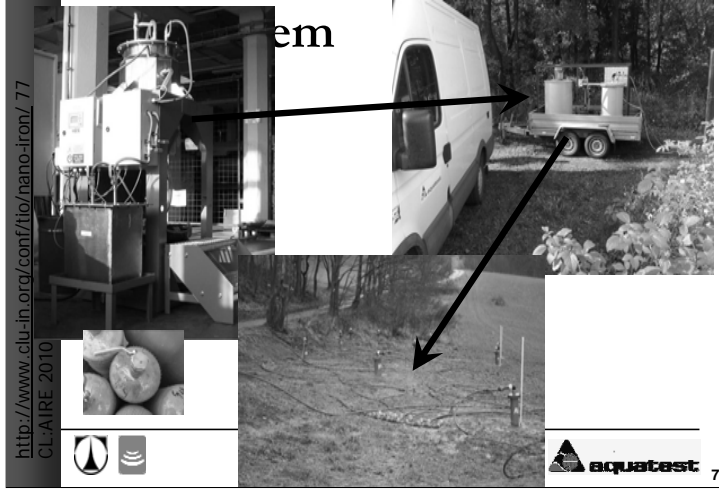 em
http://www.clu-in.org/conf/tio/nano-iron/ 77
CL:AIRE 2010
aquatest
7